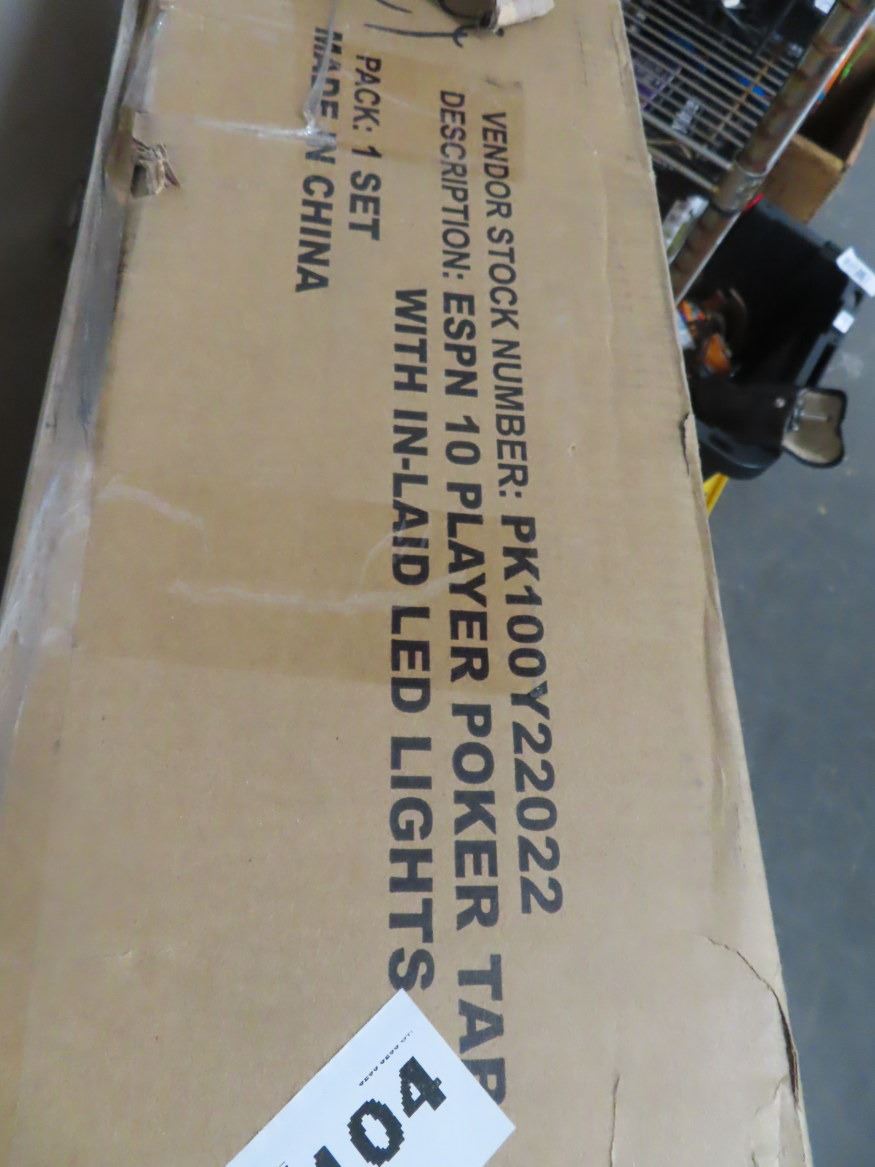 VENDOR STOCK NUMBER: PK100Y22022
DESCRIPTION: ESPN 10 PLAYER POKER TAB
WITH IN-LAID LED LIGHTS
PACK: 1 SET
MADE IN CHINA
104